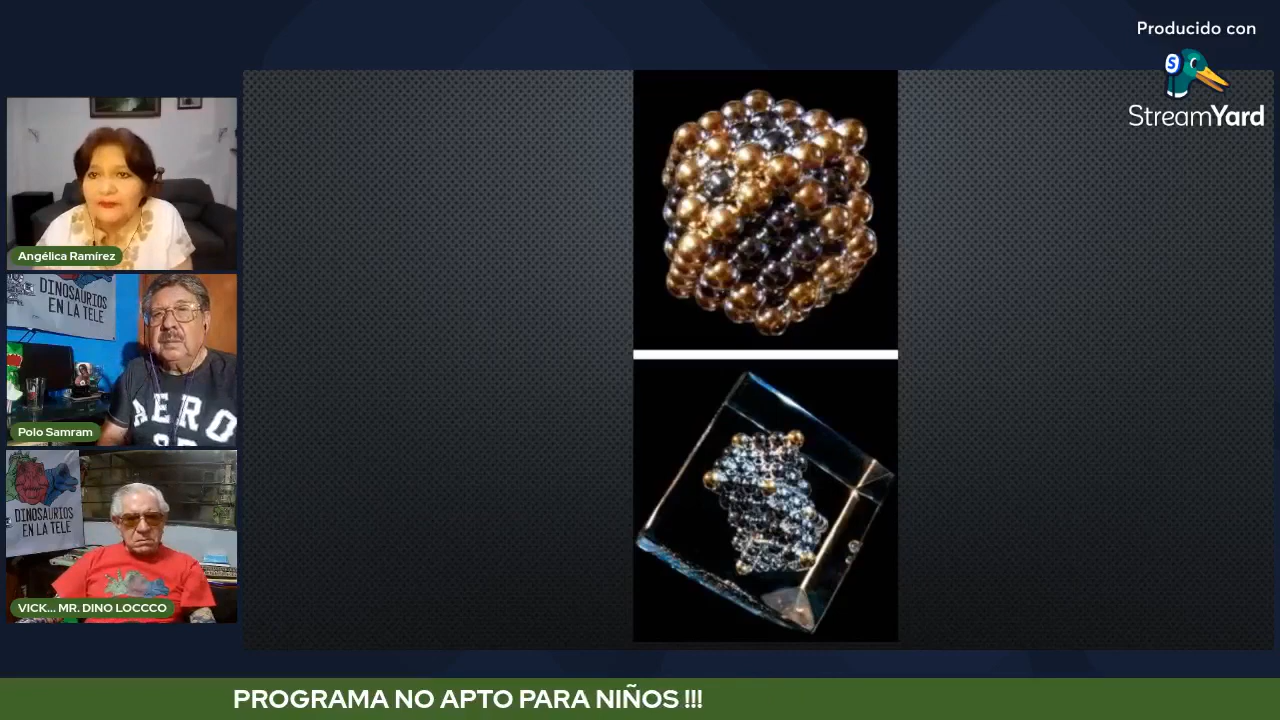 Producido con
StreamYard
Angélica Ramírez
DINOSAURIOS
EN LA TELE
AERO
Polo Samram
DINOSAURIOS
EN LA TELE
VICK... MR. DINO LOCCCO
PROGRAMA NO APTO PARA NIÑOS !!!